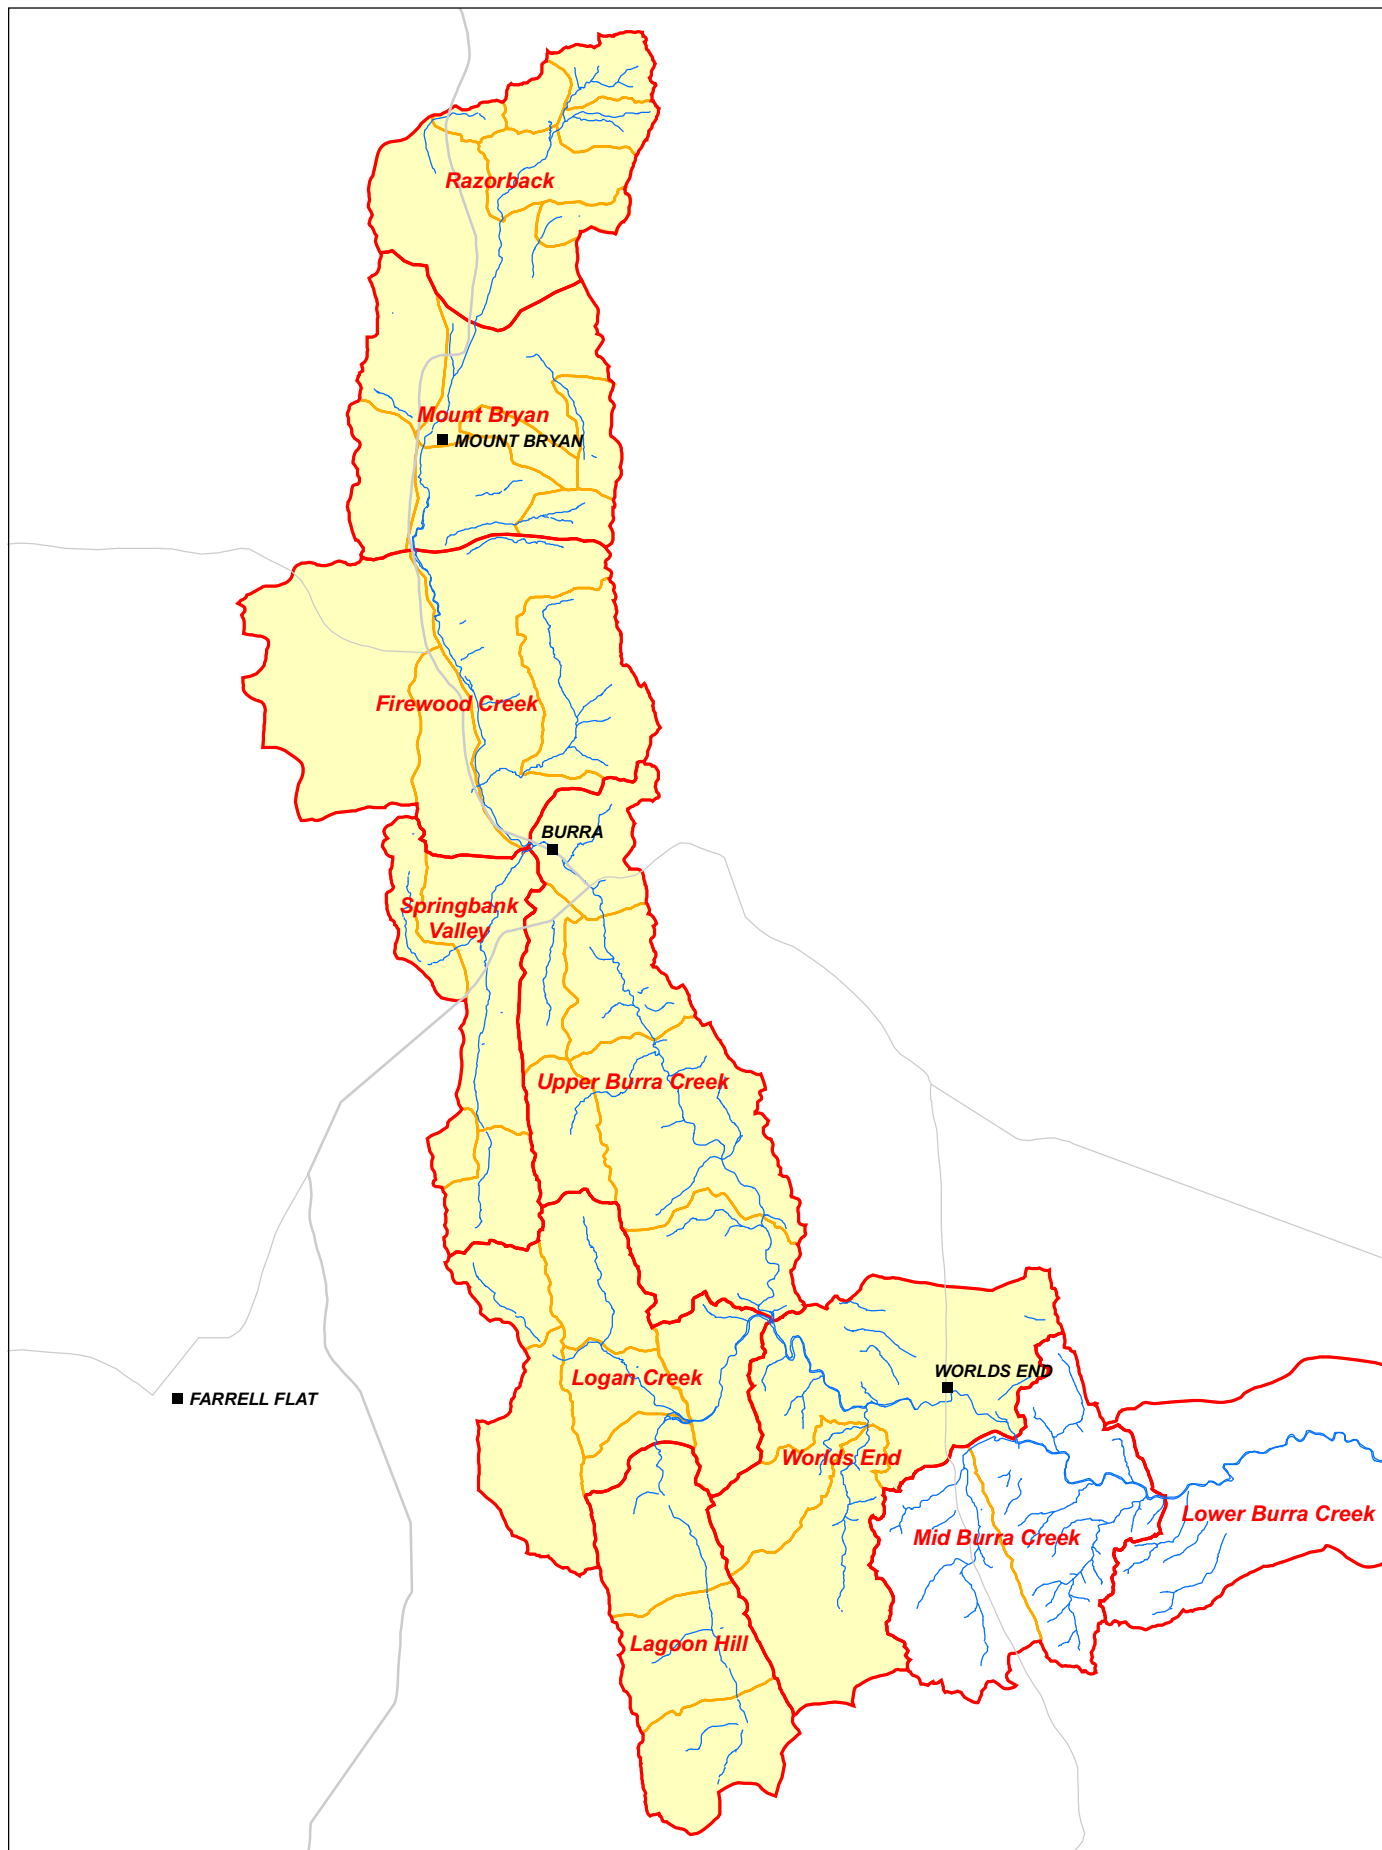 Razorback
Mount Bryan
MOUNT BRYAN
Firewood Creek
BURRA
Springbank
Valley
Upper Burra Creek
Logan Creek
WORLDS END
FARRELL FLAT
Worlds End
Lower Burra Creek
Mid Burra Creek
Lagoon Hill